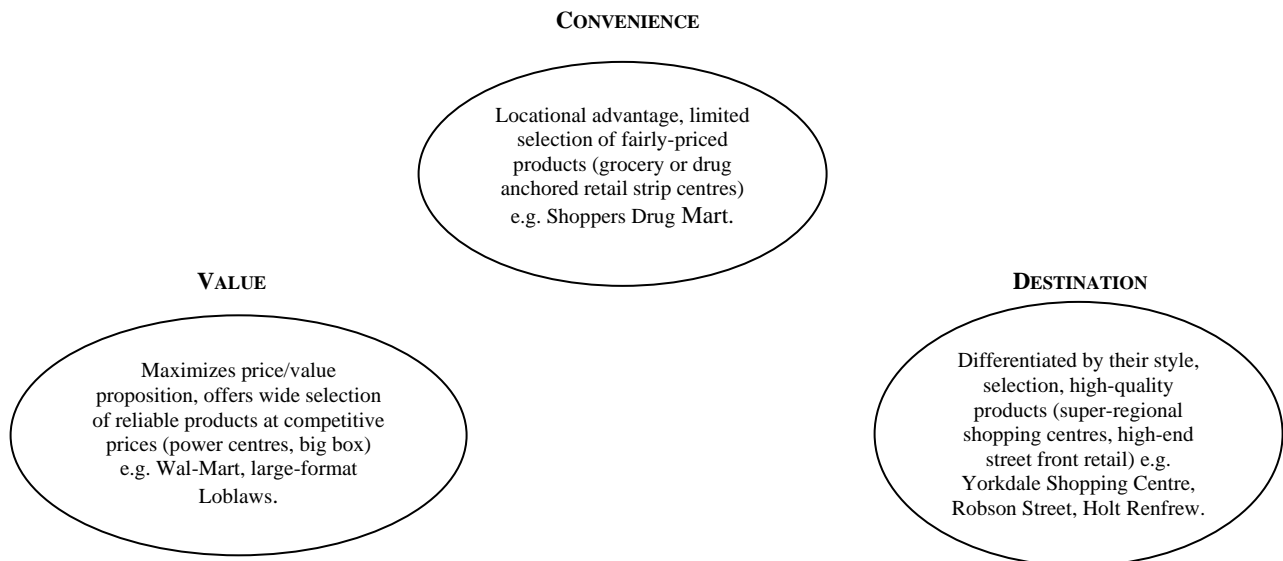 CONVENIENCE
Locational advantage, limited
selection of fairly-priced
products (grocery or drug
anchored retail strip centres)
e.g. Shoppers Drug Mart.
VALUE
Maximizes price/value
proposition, offers wide selection
of reliable products at competitive
prices (power centres, big box)
e.g. Wal-Mart, large-format
Loblaws.
DESTINATION
Differentiated by their style,
selection, high-quality
products (super-regional
shopping centres, high-end
street front retail) e.g.
Yorkdale Shopping Centre,
Robson Street, Holt Renfrew.